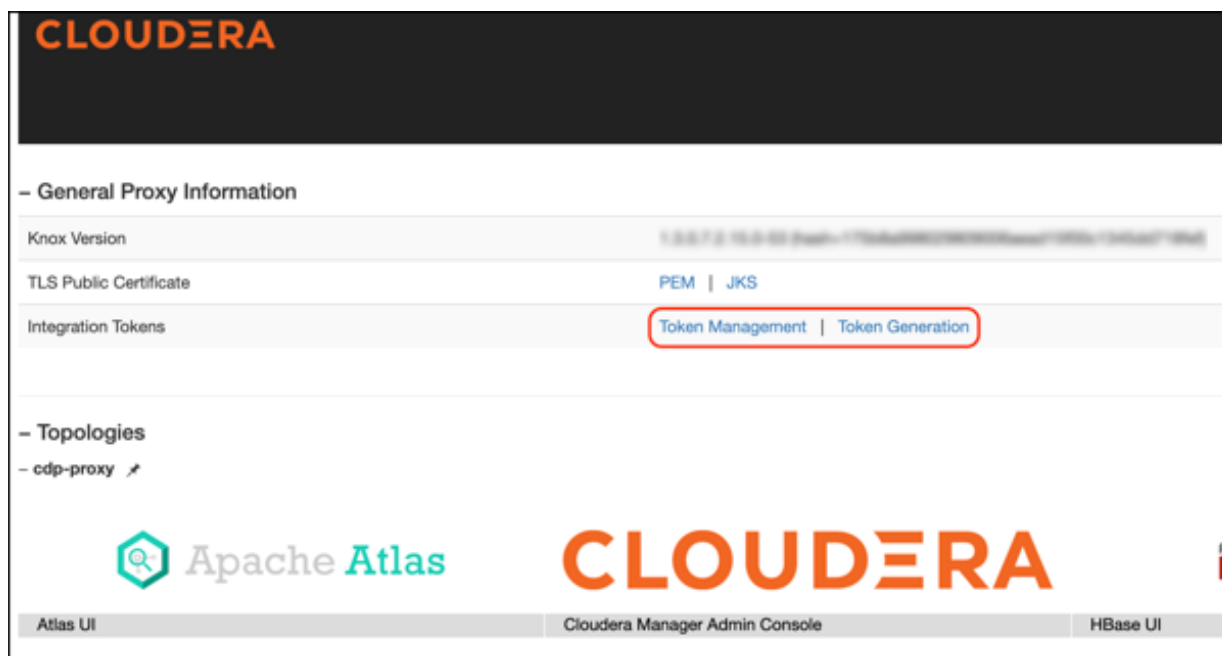 CLOUDERA
– General Proxy Information
Knox Version
TLS Public Certificate PEM | JKS
Integration Tokens Token Management | Token Generation
– Topologies
– cdp-proxy
Apache Atlas CLOUDERA
Atlas UI Cloudera Manager Admin Console HBase UI